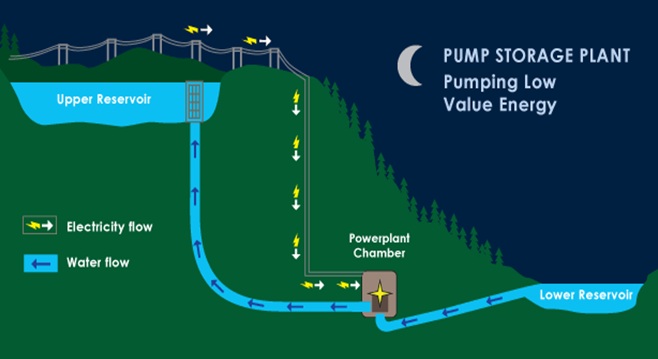 PUMP STORAGE PLANT
Pumping Low
Value Energy
Upper Reservoir
Electricity flow
Water flow
Powerplant
Chamber
Lower Reservoir